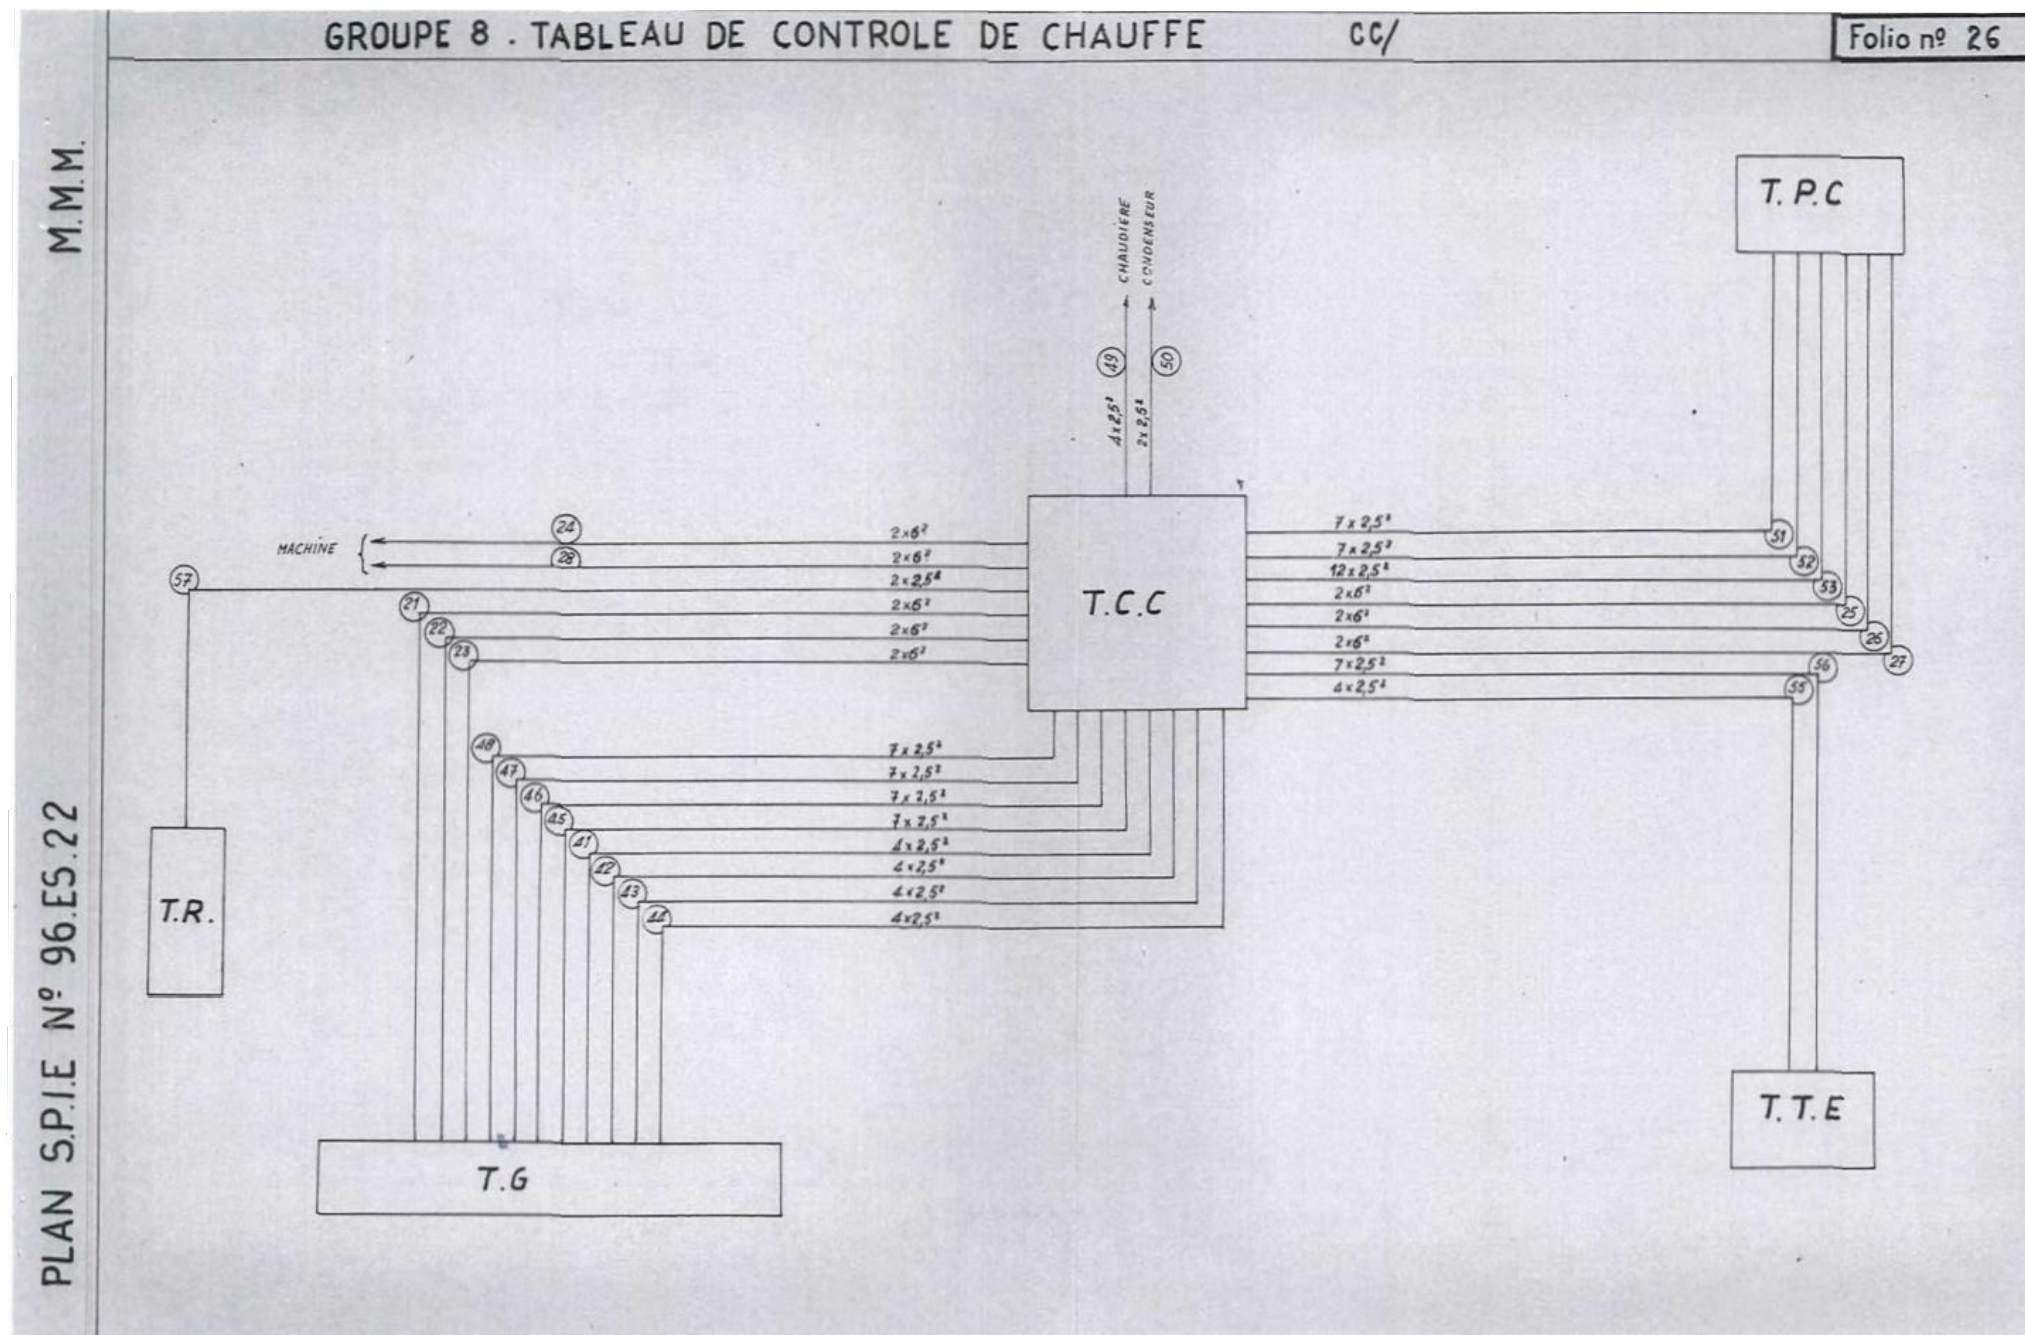 GROUPE 8 . TABLEAU DE CONTROLE DE CHAUFFE CC/
Folio nº 26
M.M.M.
PLAN S.P.I.E Nº 96.ES.22
T.P.C
CHAUDIÈRE
CONDENSEUR
49
50
4x2,5²
2x2,5²
MACHINE
24
2x6²
28
2x6²
57
2x2,5²
21
2x6²
22
2x6²
23
2x6²
T.C.C
7x2,5²
51
7x2,5²
52
12x2,5²
53
2x6²
25
2x6²
26
2x6²
27
7x2,5²
56
4x2,5²
55
48
7x2,5²
47
7x2,5²
46
7x2,5²
45
7x2,5²
41
4x2,5²
42
4x2,5²
43
4x2,5²
44
4x2,5²
T.R.
T.G
T.T.E